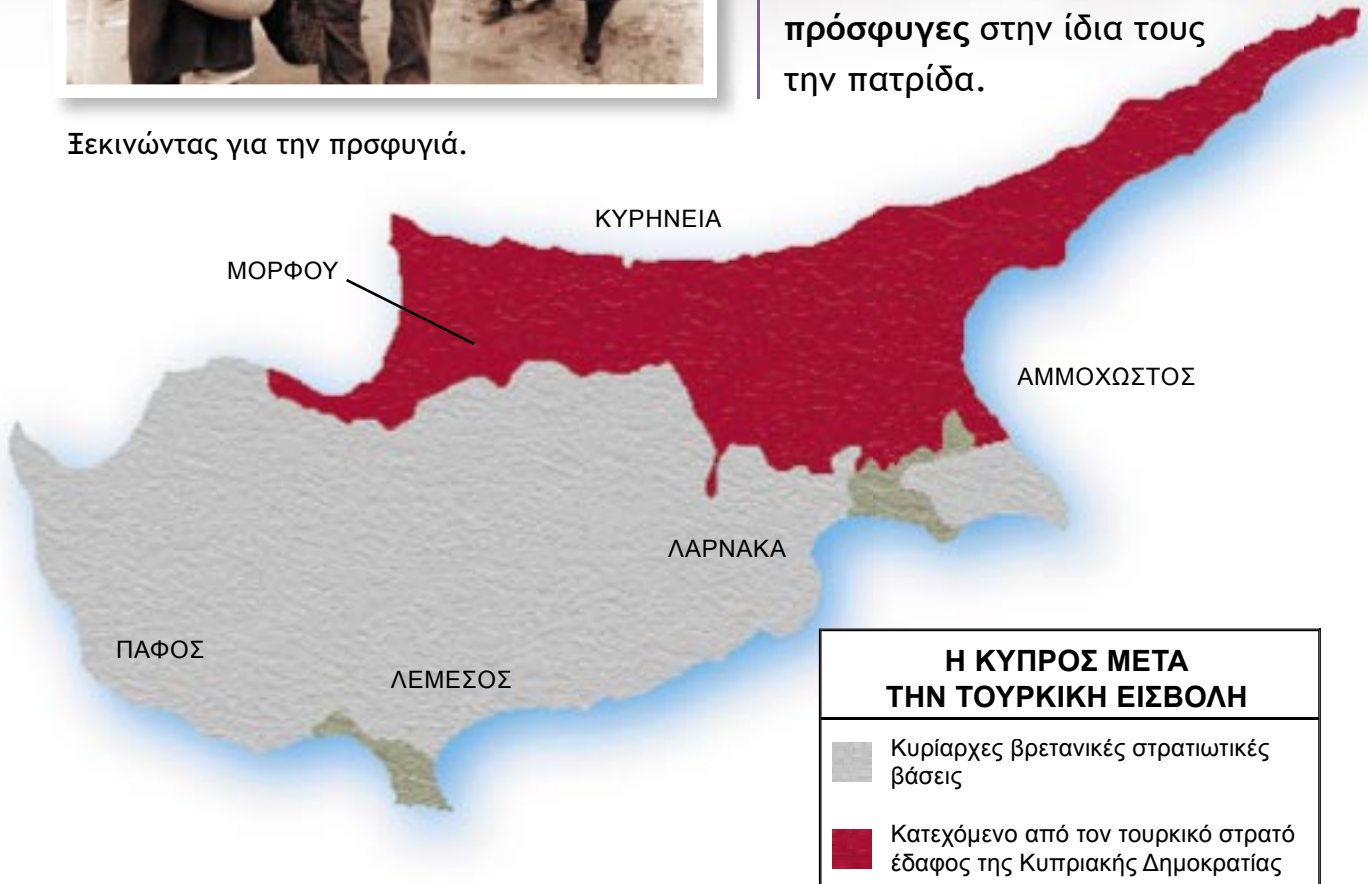 πρόσφυγες στην ίδια τους
την πατρίδα.
Ξεκινώντας για την πρσφυγιά.
ΚΥΡΗΝΕΙΑ
ΜΟΡΦΟΥ
ΑΜΜΟΧΩΣΤΟΣ
ΛΑΡΝΑΚΑ
ΠΑΦΟΣ
ΛΕΜΕΣΟΣ
Η ΚΥΠΡΟΣ ΜΕΤΑ
ΤΗΝ ΤΟΥΡΚΙΚΗ ΕΙΣΒΟΛΗ
Κυρίαρχες βρετανικές στρατιωτικές
βάσεις
Κατεχόμενο από τον τουρκικό στρατό
έδαφος της Κυπριακής Δημοκρατίας